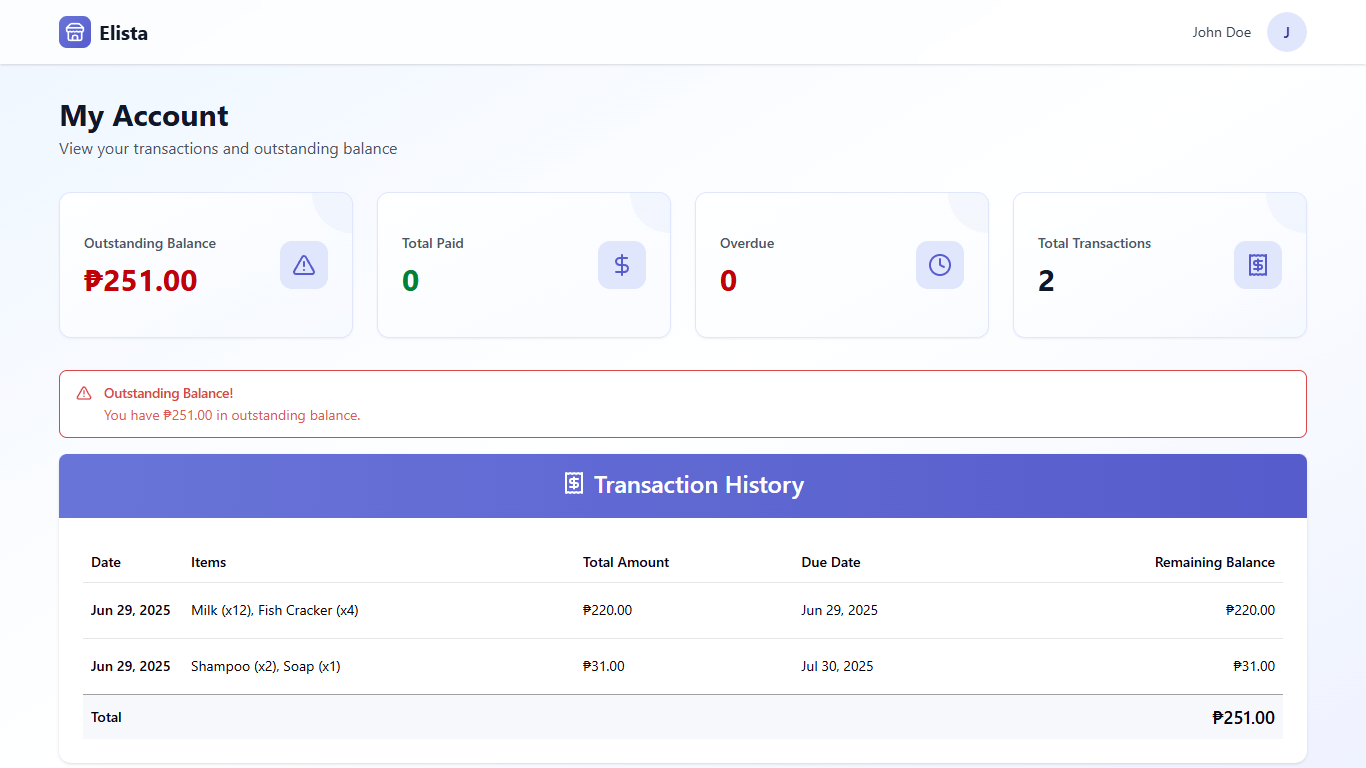 Elista
John Doe
J
My Account
View your transactions and outstanding balance
Outstanding Balance
₱251.00
Total Paid
0
Overdue
0
Total Transactions
2
Outstanding Balance!
You have ₱251.00 in outstanding balance.
Transaction History
Date Items Total Amount Due Date Remaining Balance
Jun 29, 2025 Milk (x12), Fish Cracker (x4) ₱220.00 Jun 29, 2025 ₱220.00
Jun 29, 2025 Shampoo (x2), Soap (x1) ₱31.00 Jul 30, 2025 ₱31.00
Total ₱251.00